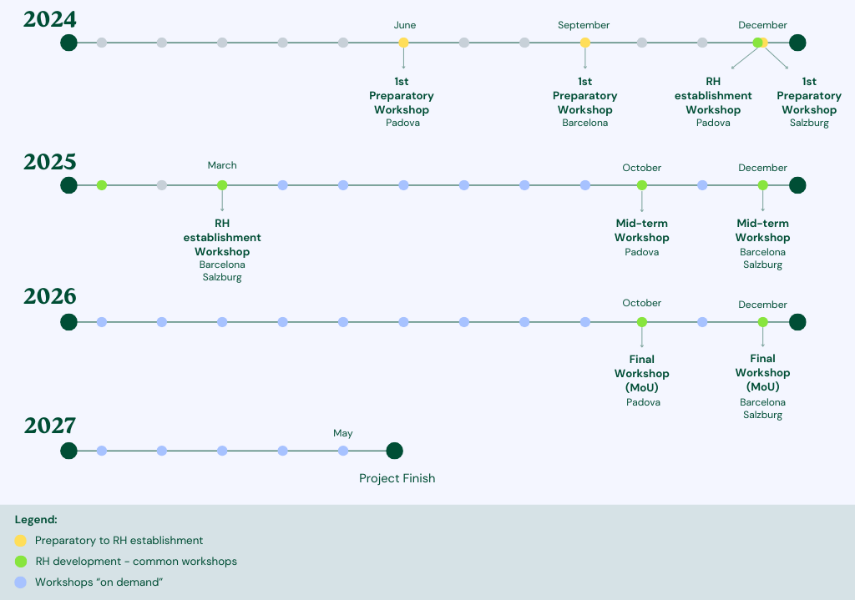 2024
June
September
December
1st
Preparatory
Workshop
Padova
1st
Preparatory
Workshop
Barcelona
RH
establishment
Workshop
Padova
1st
Preparatory
Workshop
Salzburg
2025
March
October
December
RH
establishment
Workshop
Barcelona
Salzburg
Mid-term
Workshop
Padova
Mid-term
Workshop
Barcelona
Salzburg
2026
October
December
Final
Workshop
(MoU)
Padova
Final
Workshop
(MoU)
Barcelona
Salzburg
2027
May
Project Finish
Legend:
Preparatory to RH establishment
RH development - common workshops
Workshops “on demand”